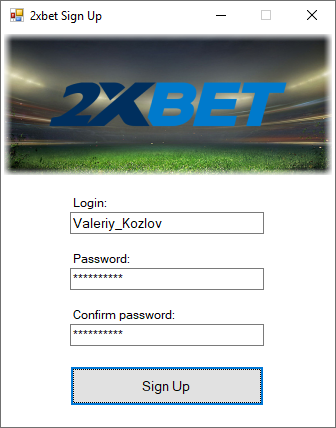 2xbet Sign Up
2XBET
Login:
Valeriy_Kozlov
Password:
**********
Confirm password:
**********
Sign Up